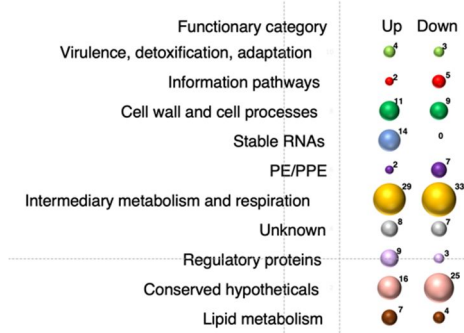 Functionary category Up Down
Virulence, detoxification, adaptation 4 3
Information pathways 2 5
Cell wall and cell processes 11 9
Stable RNAs 14 0
PE/PPE 2 7
Intermediary metabolism and respiration 29 33
Unknown 8 7
Regulatory proteins 9 3
Conserved hypotheticals 16 25
Lipid metabolism 7 4